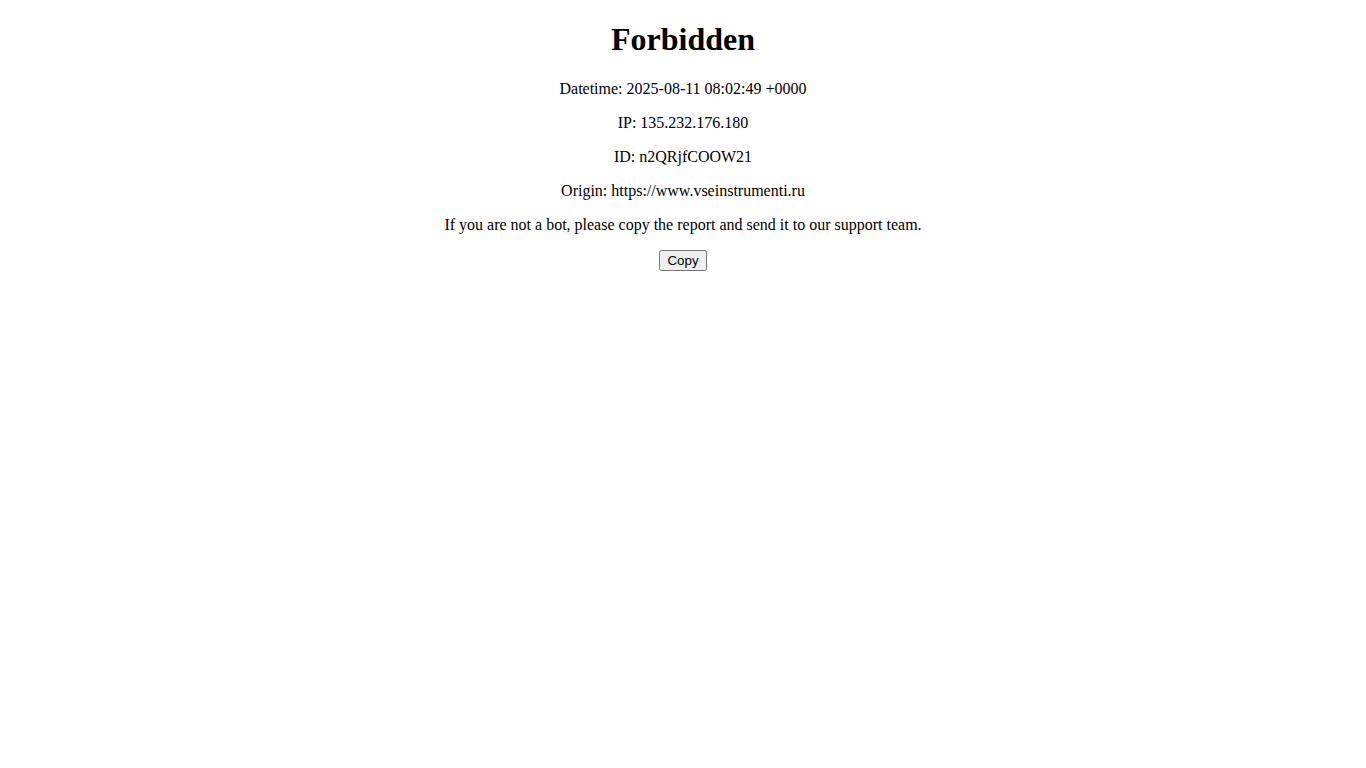 Forbidden
Datetime: 2025-08-11 08:02:49 +0000
IP: 135.232.176.180
ID: n2QRjfCOOW21
Origin: https://www.vseinstrumenti.ru
If you are not a bot, please copy the report and send it to our support team.
Copy